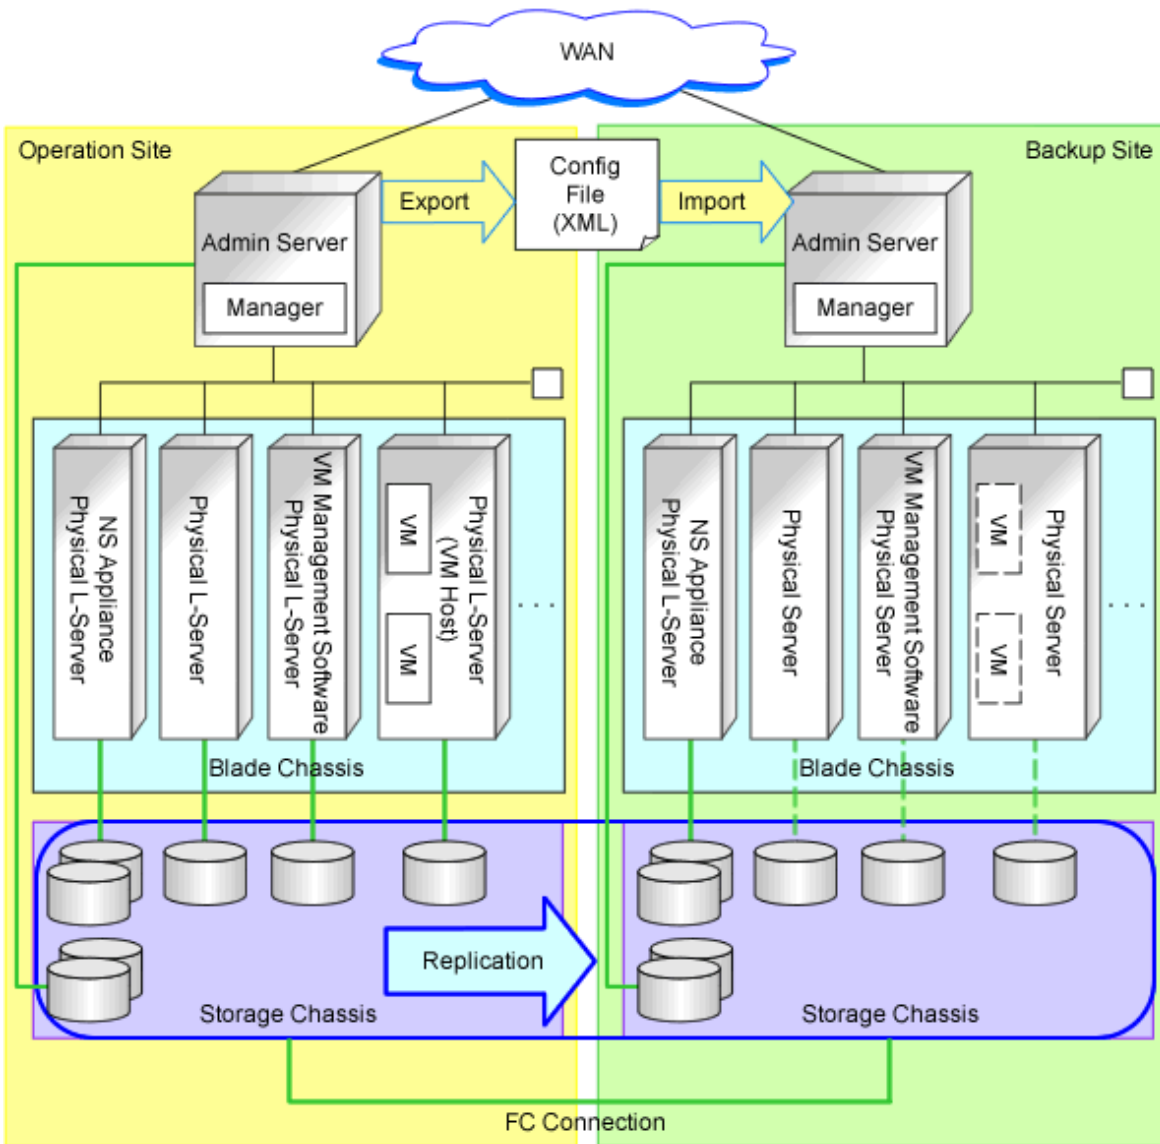 WAN
Operation Site
Backup Site
Export
Config
File
(XML)
Import
Admin Server
Manager
Admin Server
Manager
NS Appliance
Physical L-Server
Physical L-Server
VM Management Software
Physical L-Server
VM
VM
Physical L-Server
(VM Host)
. . .
Blade Chassis
NS Appliance
Physical L-Server
Physical Server
VM Management Software
Physical Server
VM
VM
Physical Server
. . .
Blade Chassis
Replication
Storage Chassis
Storage Chassis
FC Connection